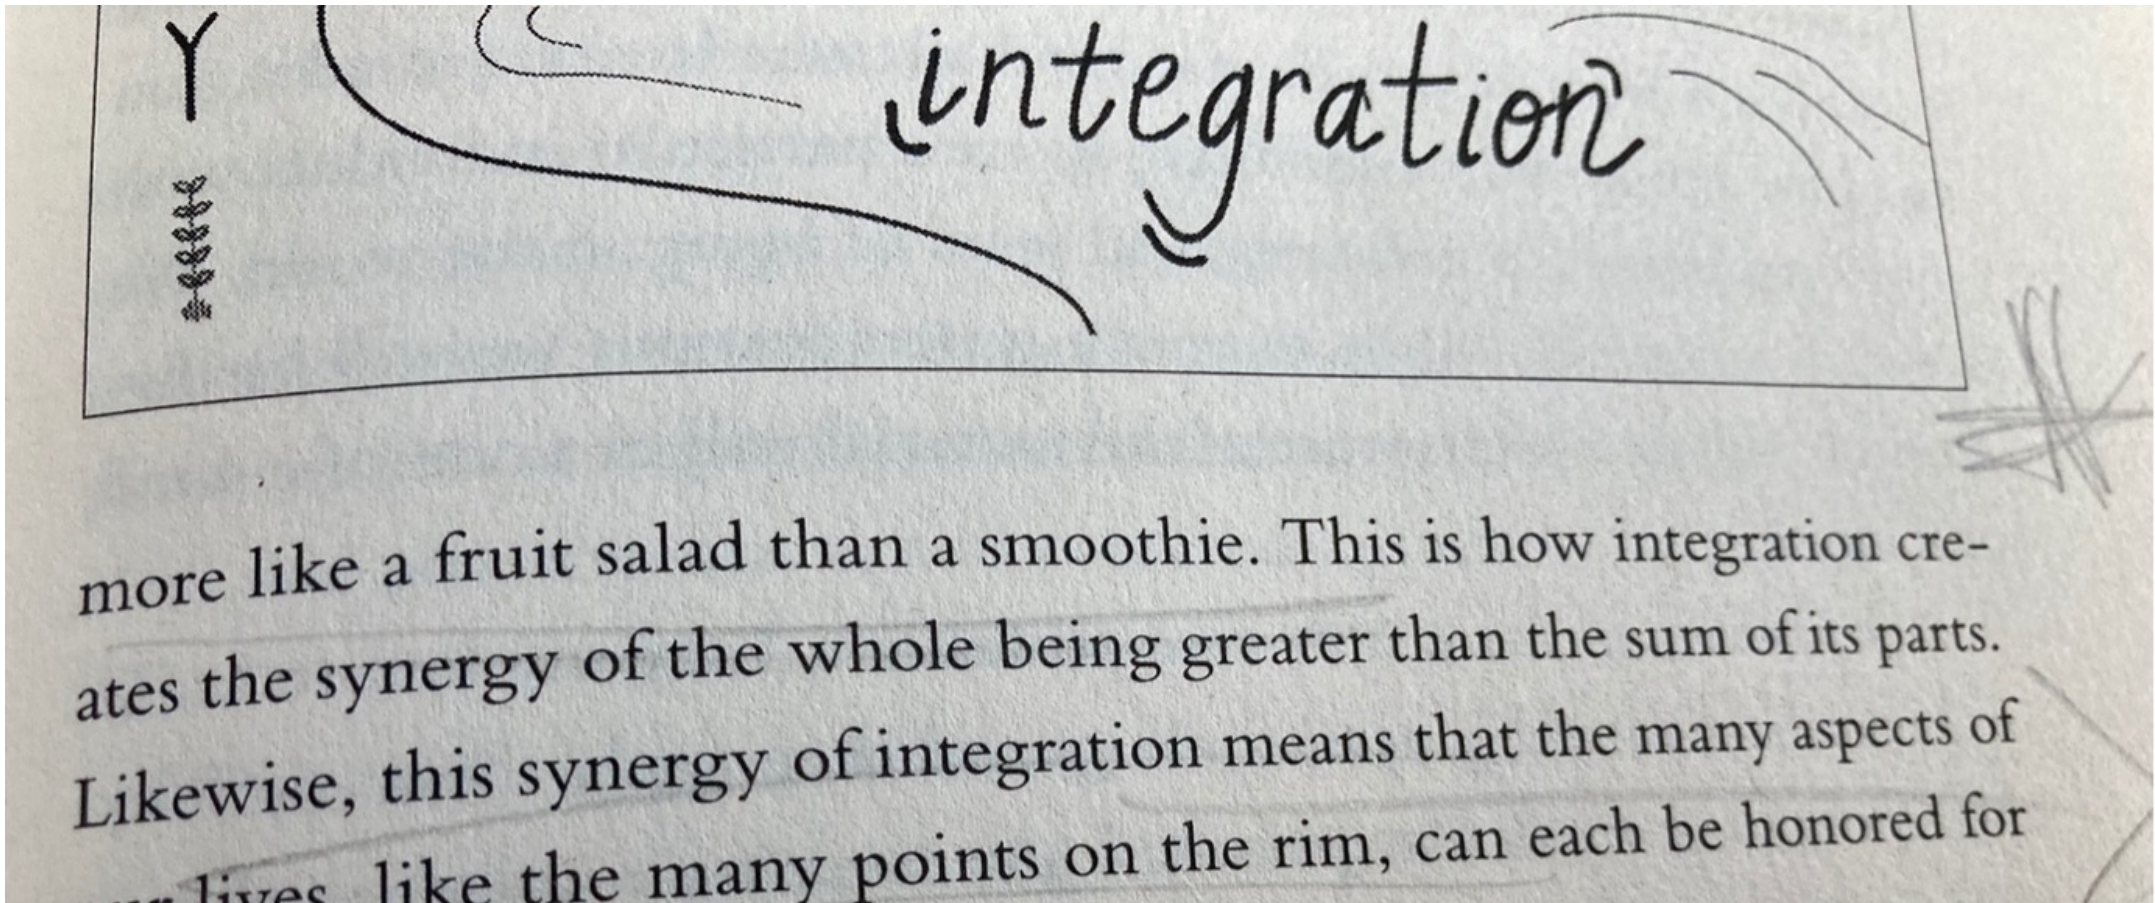 Y
integration
more like a fruit salad than a smoothie. This is how integration cre-
ates the synergy of the whole being greater than the sum of its parts.
Likewise, this synergy of integration means that the many aspects of
lives, like the many points on the rim, can each be honored for